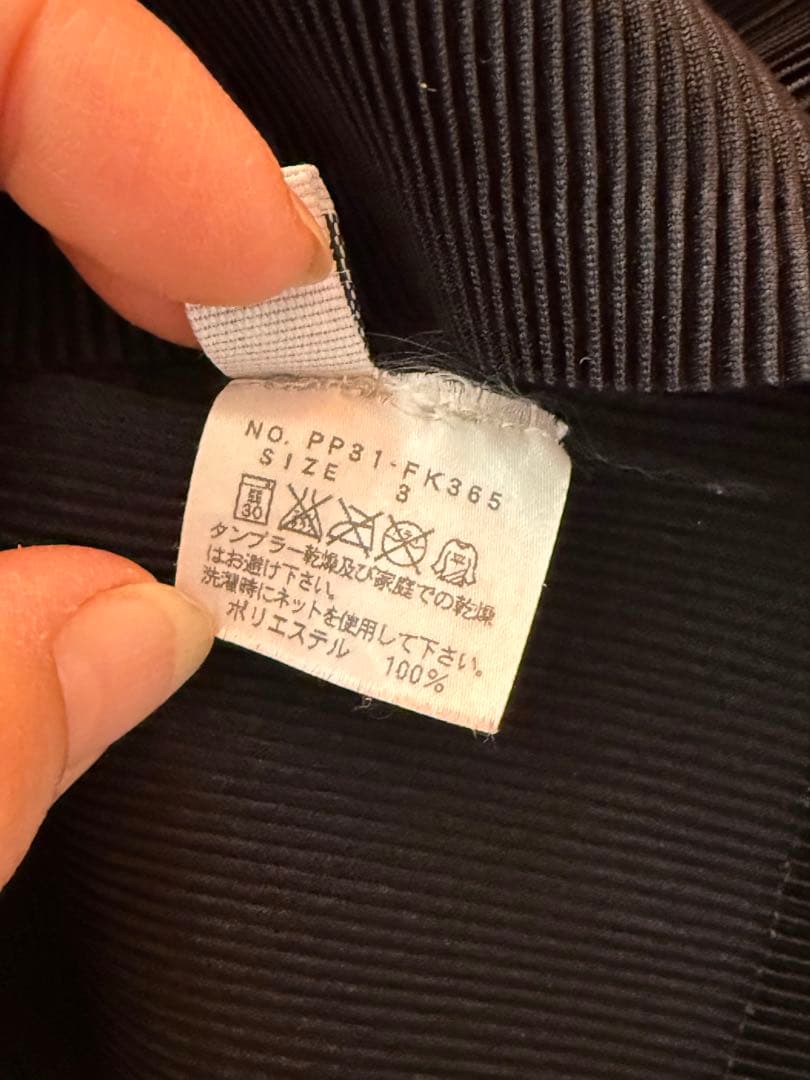 NO. PP31-FK365
SIZE 3
弱
30
平
タンブラー乾燥及び家庭での乾燥
はお避け下さい。
洗濯時にネットを使用して下さい。
ポリエステル 100%